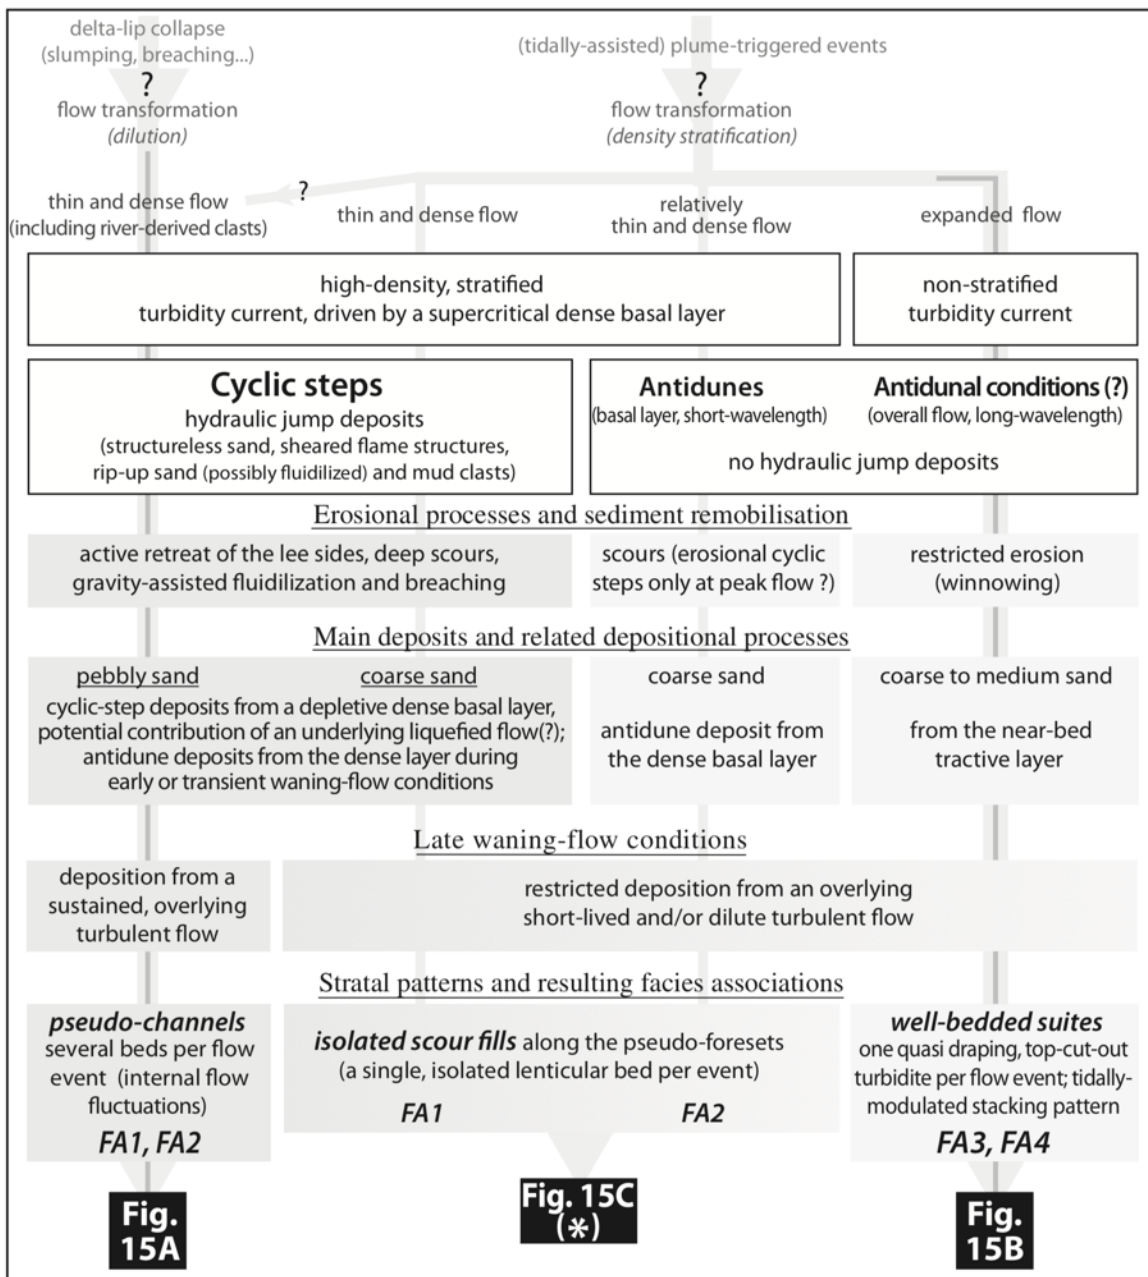 delta-lip collapse
(slumping, breaching...)
?
flow transformation
(dilution)
(tidally-assisted) plume-triggered events
?
flow transformation
(density stratification)
?
thin and dense flow
(including river-derived clasts)
thin and dense flow
relatively
thin and dense flow
expanded flow
high-density, stratified
turbidity current, driven by a supercritical dense basal layer
non-stratified
turbidity current
Cyclic steps
hydraulic jump deposits
(structureless sand, sheared flame structures,
rip-up sand (possibly fluidilized) and mud clasts)
Antidunes
(basal layer, short-wavelength)
Antidunal conditions (?)
(overall flow, long-wavelength)
no hydraulic jump deposits
Erosional processes and sediment remobilisation
active retreat of the lee sides, deep scours,
gravity-assisted fluidilization and breaching
scours (erosional cyclic
steps only at peak flow ?)
restricted erosion
(winnowing)
Main deposits and related depositional processes
pebbly sand
coarse sand
cyclic-step deposits from a depletive dense basal layer,
potential contribution of an underlying liquefied flow(?);
antidune deposits from the dense layer during
early or transient waning-flow conditions
coarse sand
antidune deposit from
the dense basal layer
coarse to medium sand
from the near-bed
tractive layer
Late waning-flow conditions
deposition from a
sustained, overlying
turbulent flow
restricted deposition from an overlying
short-lived and/or dilute turbulent flow
Stratal patterns and resulting facies associations
pseudo-channels
several beds per flow
event (internal flow
fluctuations)
FA1, FA2
isolated scour fills along the pseudo-foresets
(a single, isolated lenticular bed per event)
FA1
FA2
well-bedded suites
one quasi draping, top-cut-out
turbidite per flow event; tidally-
modulated stacking pattern
FA3, FA4
Fig.
15A
Fig. 15C
(*)
Fig.
15B